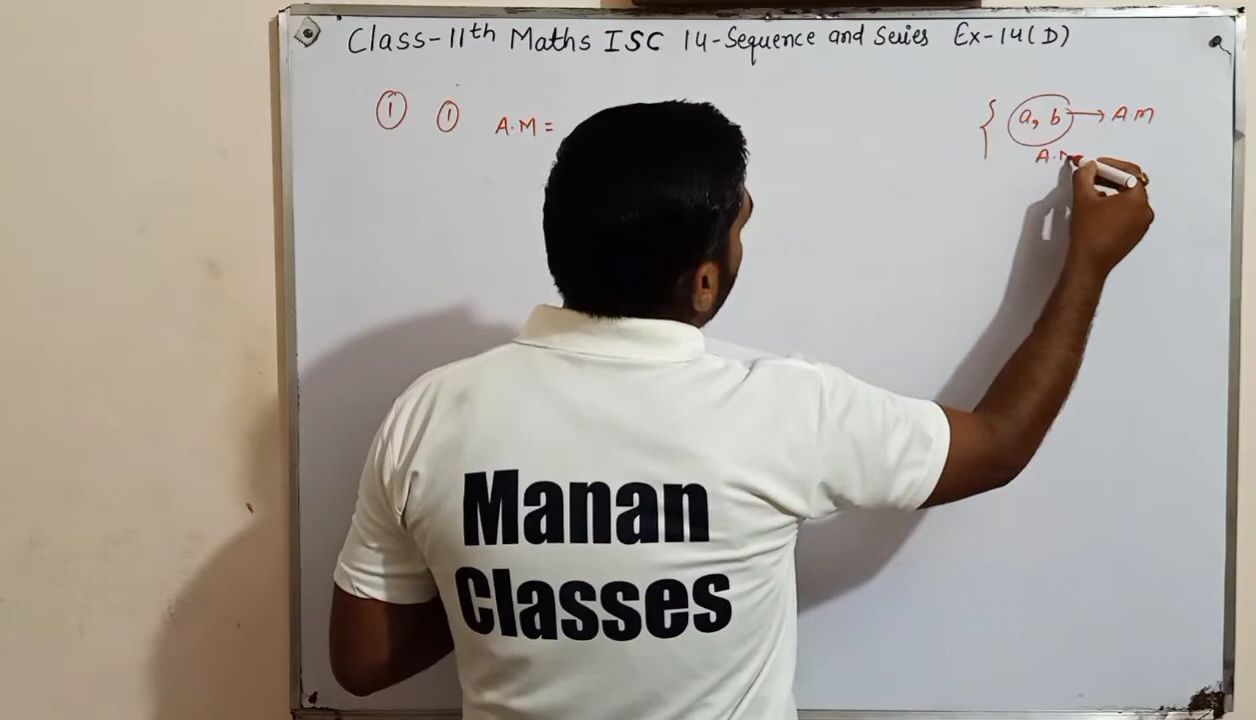 Class-11th Maths ISC 14-Sequence and Series Ex-14(D)
1 1 A.M =
{ a, b → A.M
A.M
Manan
Classes